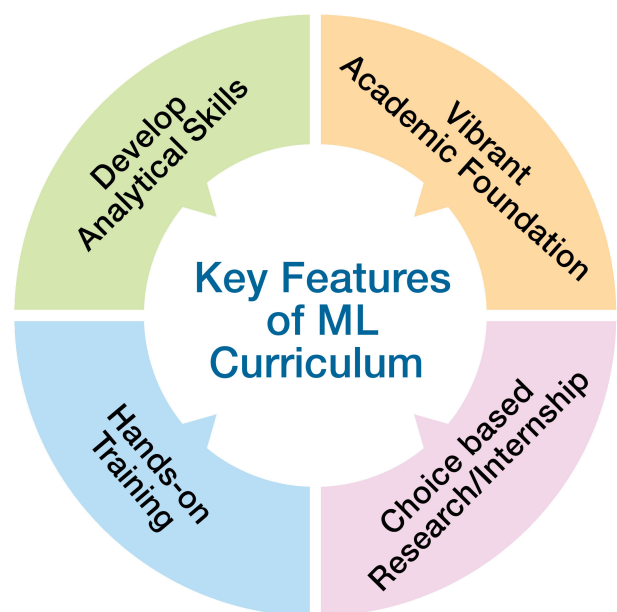 Develop
Analytical Skills
Vibrant
Academic Foundation
Key Features
of ML
Curriculum
Hands-on
Training
Choice based
Research/Internship